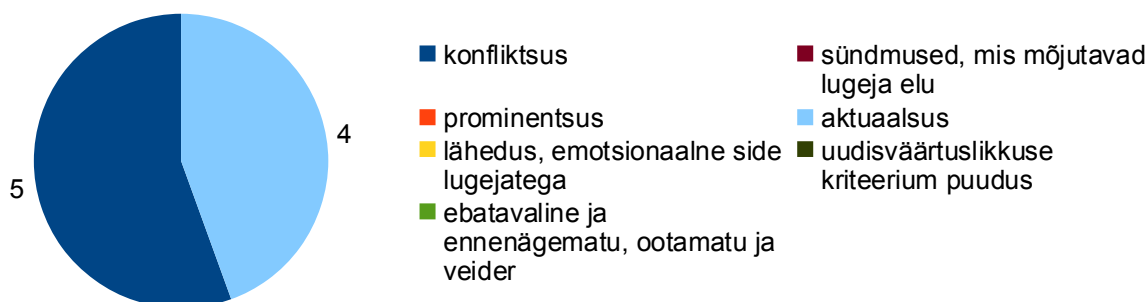 5
4
konfliktsus
prominentsus
lähedus, emotsionaalne side
lugejatega
ebatavaline ja
ennenägematu, ootamatu ja
veider
sündmused, mis mõjutavad
lugeja elu
aktuaalsus
uudisväärtuslikkuse
kriteerium puudus